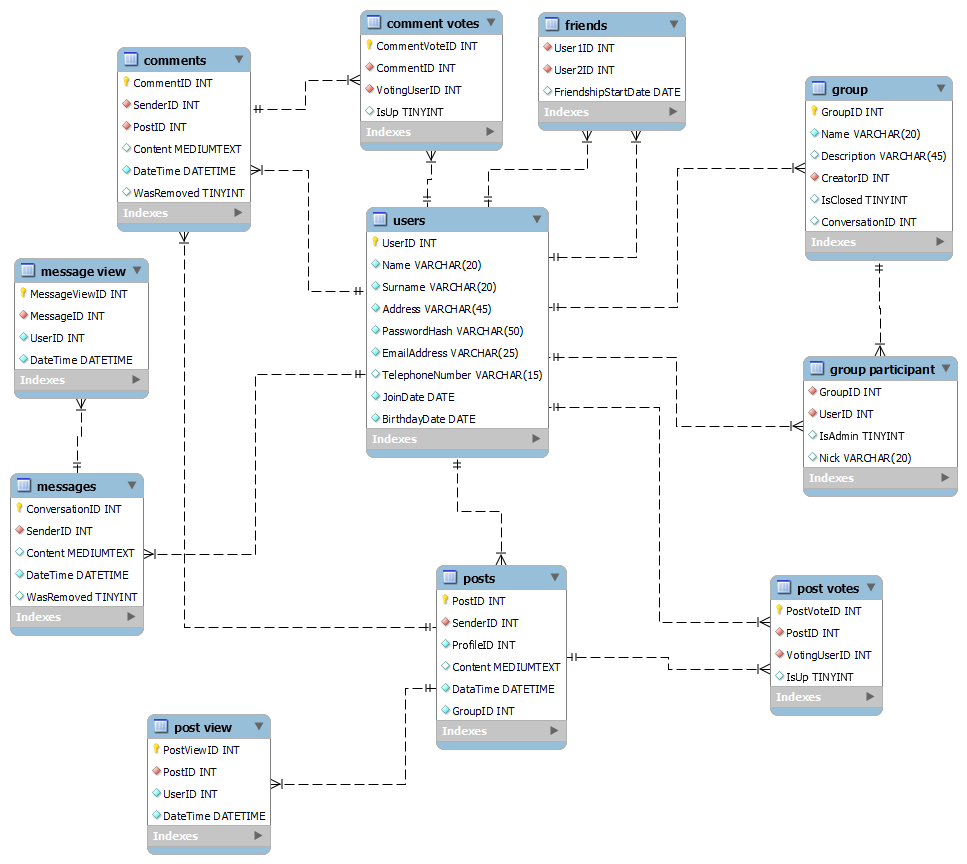 comment votes
CommentVoteID INT
CommentID INT
VotingUserID INT
IsUp TINYINT
Indexes
friends
User1ID INT
User2ID INT
FriendshipStartDate DATE
Indexes
comments
CommentID INT
SenderID INT
PostID INT
Content MEDIUMTEXT
DateTime DATETIME
WasRemoved TINYINT
Indexes
group
GroupID INT
Name VARCHAR(20)
Description VARCHAR(45)
CreatorID INT
IsClosed TINYINT
ConversationID INT
Indexes
users
UserID INT
Name VARCHAR(20)
Surname VARCHAR(20)
Address VARCHAR(45)
PasswordHash VARCHAR(50)
EmailAddress VARCHAR(25)
TelephoneNumber VARCHAR(15)
JoinDate DATE
BirthdayDate DATE
Indexes
message view
MessageViewID INT
MessageID INT
UserID INT
DateTime DATETIME
Indexes
group participant
GroupID INT
UserID INT
IsAdmin TINYINT
Nick VARCHAR(20)
Indexes
messages
ConversationID INT
SenderID INT
Content MEDIUMTEXT
DateTime DATETIME
WasRemoved TINYINT
Indexes
posts
PostID INT
SenderID INT
ProfileID INT
Content MEDIUMTEXT
DataTime DATETIME
GroupID INT
Indexes
post votes
PostVoteID INT
PostID INT
VotingUserID INT
IsUp TINYINT
Indexes
post view
PostViewID INT
PostID INT
UserID INT
DateTime DATETIME
Indexes